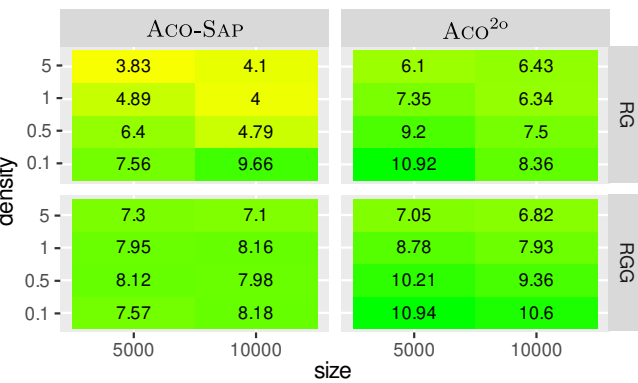 Aco-Sap Aco²ᵒ
5 3.83 4.1 6.1 6.43
1 4.89 4 7.35 6.34
0.5 6.4 4.79 9.2 7.5
0.1 7.56 9.66 10.92 8.36
RG
density
5 7.3 7.1 7.05 6.82
1 7.95 8.16 8.78 7.93
0.5 8.12 7.98 10.21 9.36
0.1 7.57 8.18 10.94 10.6
RGG
5000 10000 5000 10000
size